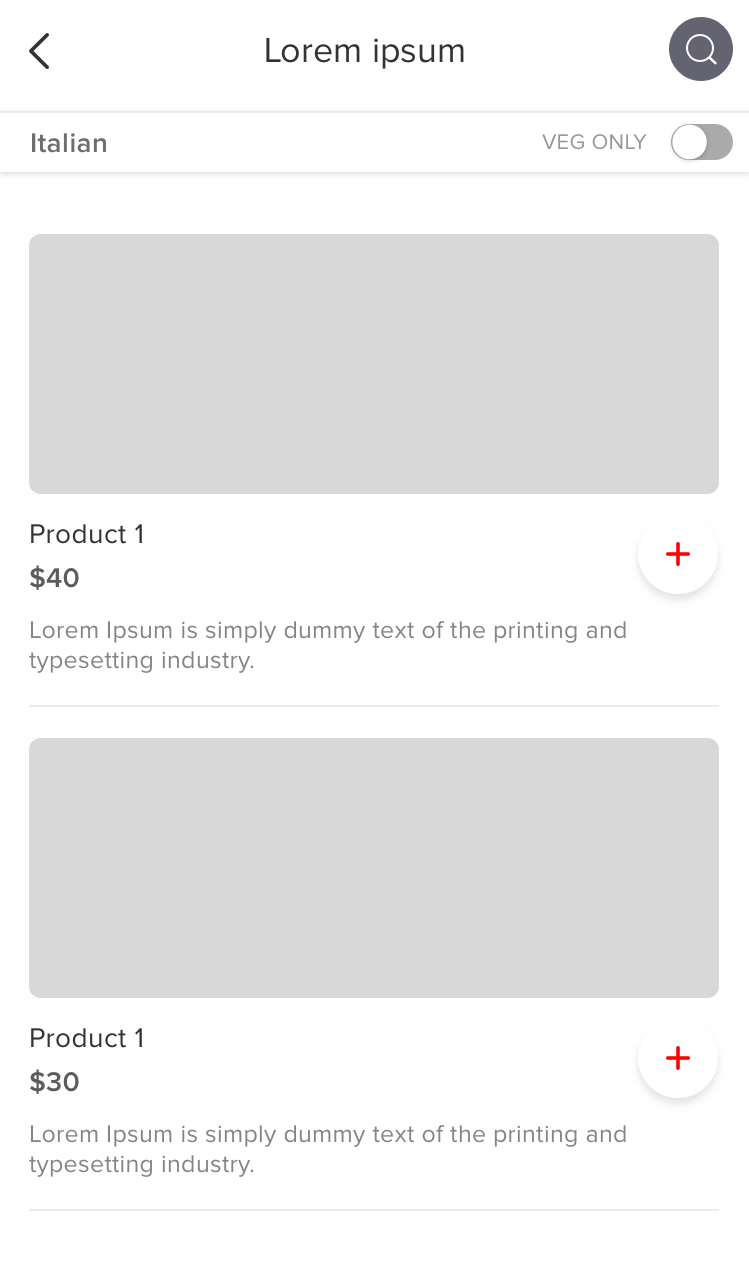 Lorem ipsum
Italian
VEG ONLY
Product 1
$40
Lorem Ipsum is simply dummy text of the printing and
typesetting industry.
Product 1
$30
Lorem Ipsum is simply dummy text of the printing and
typesetting industry.